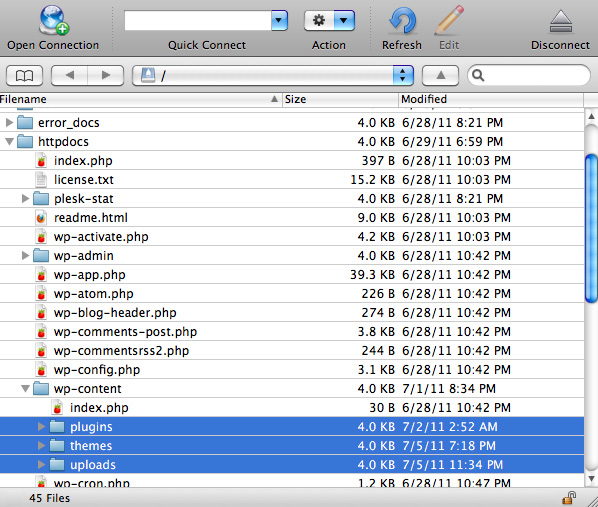 Open Connection Quick Connect Action Refresh Edit Disconnect
/
Filename Size Modified
error_docs 4.0 KB 6/28/11 8:21 PM
httpdocs 4.0 KB 6/29/11 6:59 PM
index.php 397 B 6/28/11 10:03 PM
license.txt 15.2 KB 6/28/11 10:03 PM
plesk-stat 4.0 KB 6/28/11 8:21 PM
readme.html 9.0 KB 6/28/11 10:03 PM
wp-activate.php 4.2 KB 6/28/11 10:03 PM
wp-admin 4.0 KB 6/28/11 10:42 PM
wp-app.php 39.3 KB 6/28/11 10:42 PM
wp-atom.php 226 B 6/28/11 10:42 PM
wp-blog-header.php 274 B 6/28/11 10:42 PM
wp-comments-post.php 3.8 KB 6/28/11 10:42 PM
wp-commentsrss2.php 244 B 6/28/11 10:42 PM
wp-config.php 3.1 KB 6/28/11 10:42 PM
wp-content 4.0 KB 7/1/11 8:34 PM
index.php 30 B 6/28/11 10:42 PM
plugins 4.0 KB 7/2/11 2:52 AM
themes 4.0 KB 7/5/11 7:18 PM
uploads 4.0 KB 7/5/11 11:34 PM
wp-cron.php 1.2 KB 6/28/11 10:47 PM
45 Files